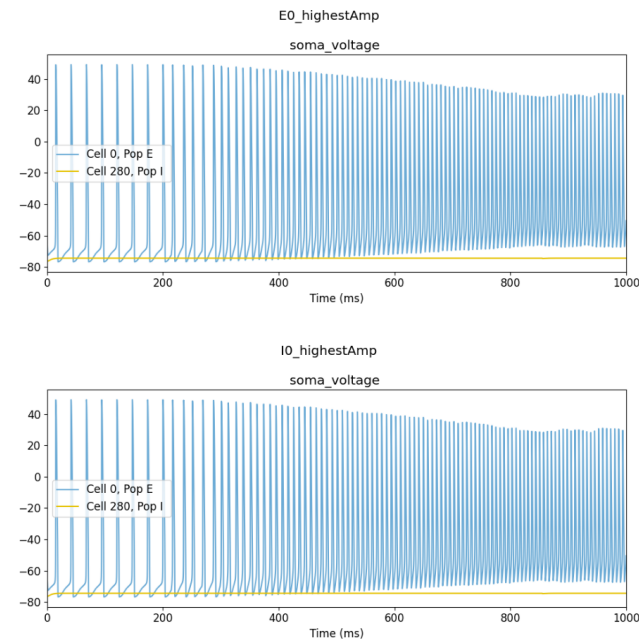 E0_highestAmp
soma_voltage
40
20
0
−20
−40
−60
−80
Cell 0, Pop E
Cell 280, Pop I
0
200
400
600
800
1000
Time (ms)
I0_highestAmp
soma_voltage
40
20
0
−20
−40
−60
−80
Cell 0, Pop E
Cell 280, Pop I
0
200
400
600
800
1000
Time (ms)